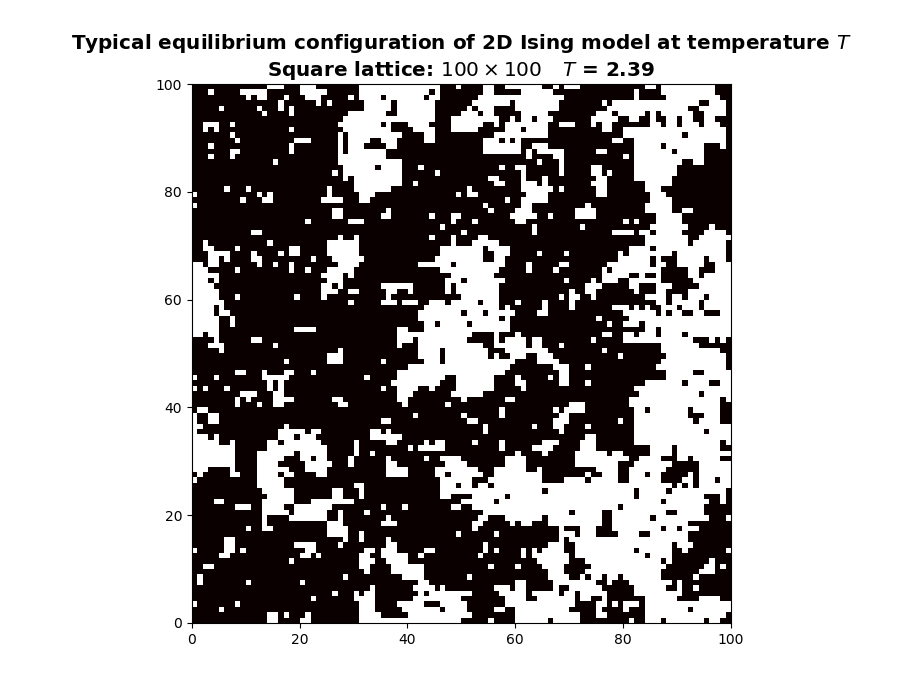 Typical equilibrium configuration of 2D Ising model at temperature T
Square lattice: 100 × 100 T = 2.39
100
80
60
40
20
0
0 20 40 60 80 100